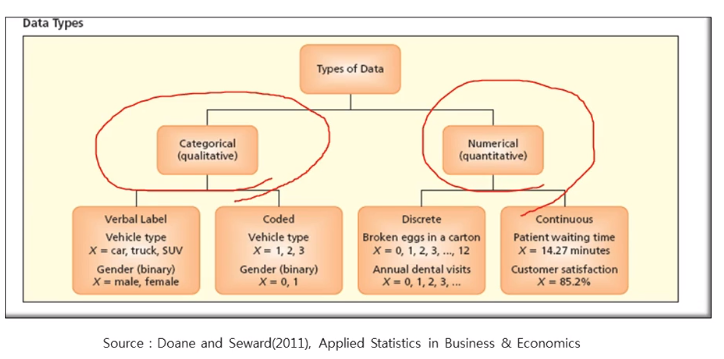 Data Types
Types of Data
Categorical
(qualitative)
Numerical
(quantitative)
Verbal Label
Vehicle type
X = car, truck, SUV
Gender (binary)
X = male, female
Coded
Vehicle type
X = 1, 2, 3
Gender (binary)
X = 0, 1
Discrete
Broken eggs in a carton
X = 0, 1, 2, 3, ..., 12
Annual dental visits
X = 0, 1, 2, 3, ...
Continuous
Patient waiting time
X = 14.27 minutes
Customer satisfaction
X = 85.2%
Source : Doane and Seward(2011), Applied Statistics in Business & Economics